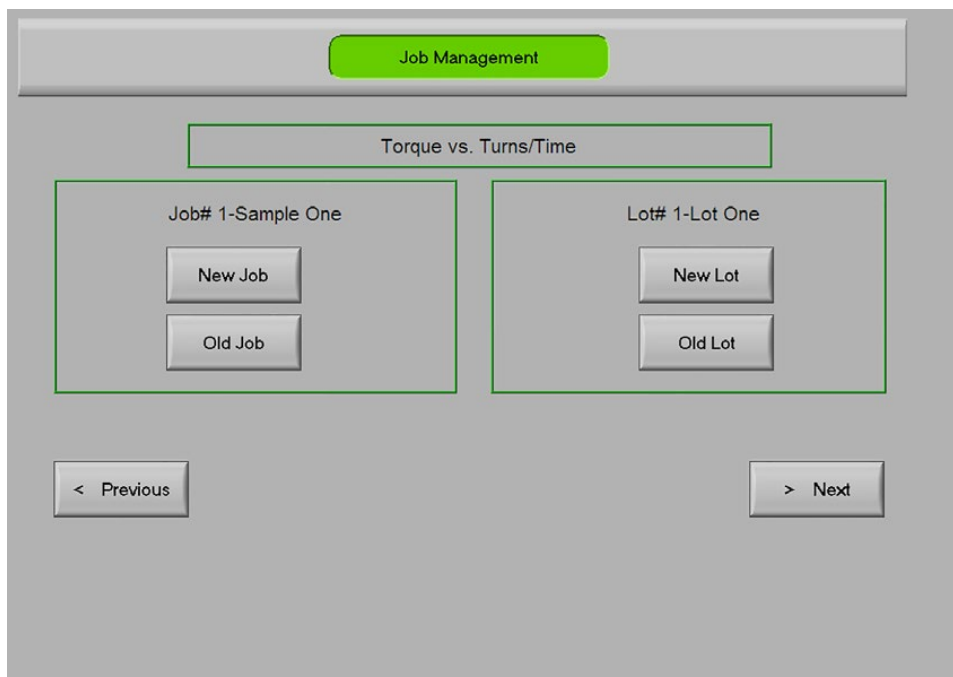 Job Management
Torque vs. Turns/Time
Job# 1-Sample One
New Job
Old Job
Lot# 1-Lot One
New Lot
Old Lot
< Previous
> Next